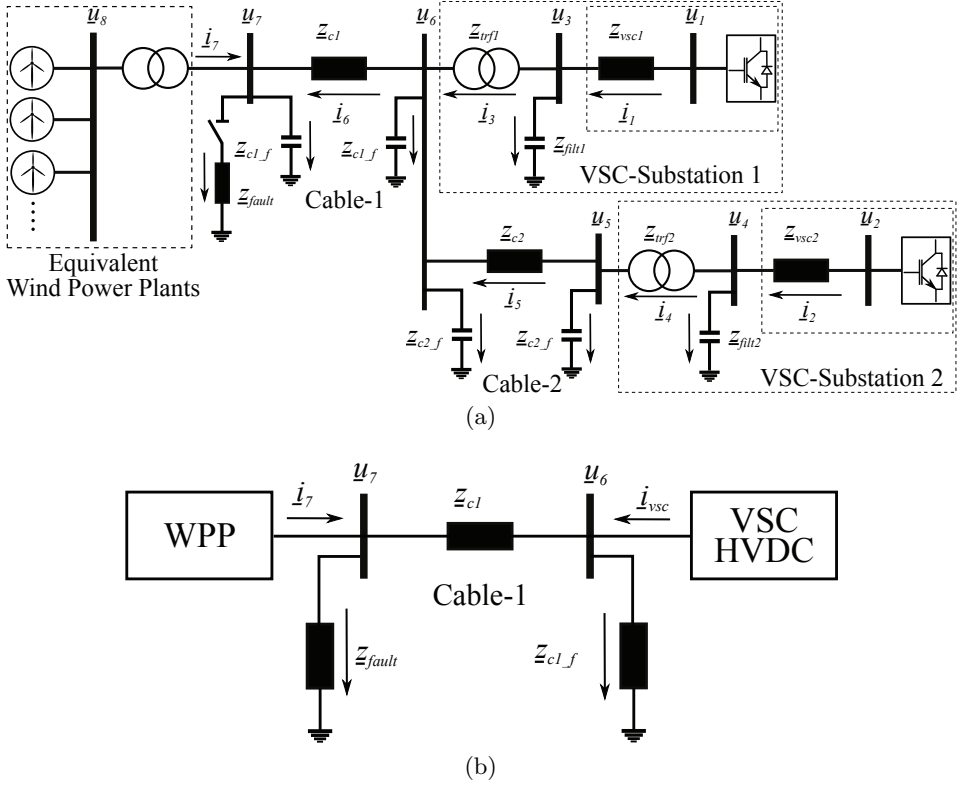 u8
i7
u7
zc1
u6
ztrf1
u3
zvsc1
u1
i6
i3
i1
zc1_f
zc1_f
zfilt1
zfault
Cable-1
VSC-Substation 1
Equivalent
Wind Power Plants
zc2
u5
ztrf2
u4
zvsc2
u2
i5
i4
i2
zc2_f
zc2_f
zfilt2
Cable-2
VSC-Substation 2
(a)
WPP
i7
u7
zc1
u6
ivsc
VSC
HVDC
Cable-1
zfault
zc1_f
(b)